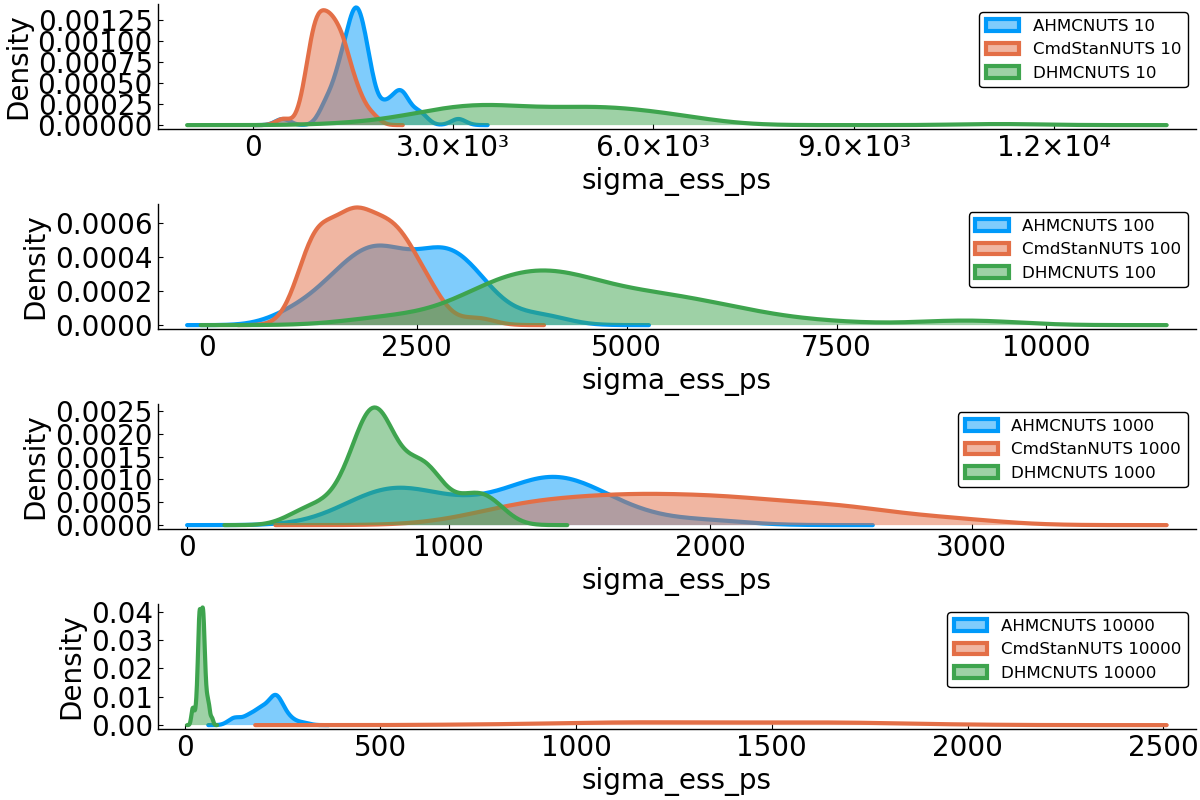 Density
0.00125
0.00100
0.00075
0.00050
0.00025
0.00000
0
3.0×10³
6.0×10³
9.0×10³
1.2×10⁴
sigma_ess_ps
AHMCNUTS 10
CmdStanNUTS 10
DHMCNUTS 10
Density
0.0006
0.0004
0.0002
0.0000
0
2500
5000
7500
10000
sigma_ess_ps
AHMCNUTS 100
CmdStanNUTS 100
DHMCNUTS 100
Density
0.0025
0.0020
0.0015
0.0010
0.0005
0.0000
0
1000
2000
3000
sigma_ess_ps
AHMCNUTS 1000
CmdStanNUTS 1000
DHMCNUTS 1000
Density
0.04
0.03
0.02
0.01
0.00
0
500
1000
1500
2000
2500
sigma_ess_ps
AHMCNUTS 10000
CmdStanNUTS 10000
DHMCNUTS 10000